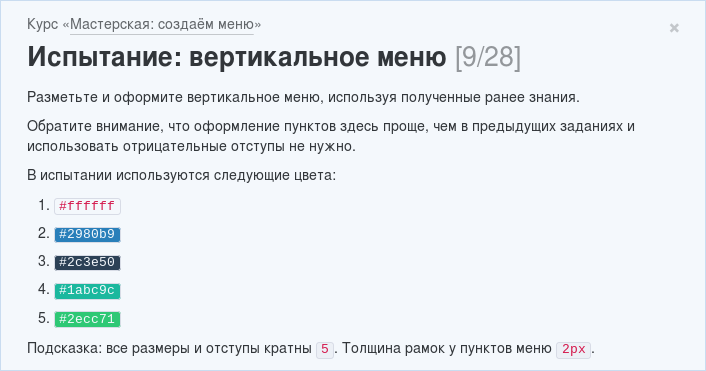 Курс «Мастерская: создаём меню»
Испытание: вертикальное меню [9/28]
Разметьте и оформите вертикальное меню, используя полученные ранее знания.
Обратите внимание, что оформление пунктов здесь проще, чем в предыдущих заданиях и
использовать отрицательные отступы не нужно.
В испытании используются следующие цвета:
1. #ffffff
2. #2980b9
3. #2c3e50
4. #1abc9c
5. #2ecc71
Подсказка: все размеры и отступы кратны 5. Толщина рамок у пунктов меню 2px.